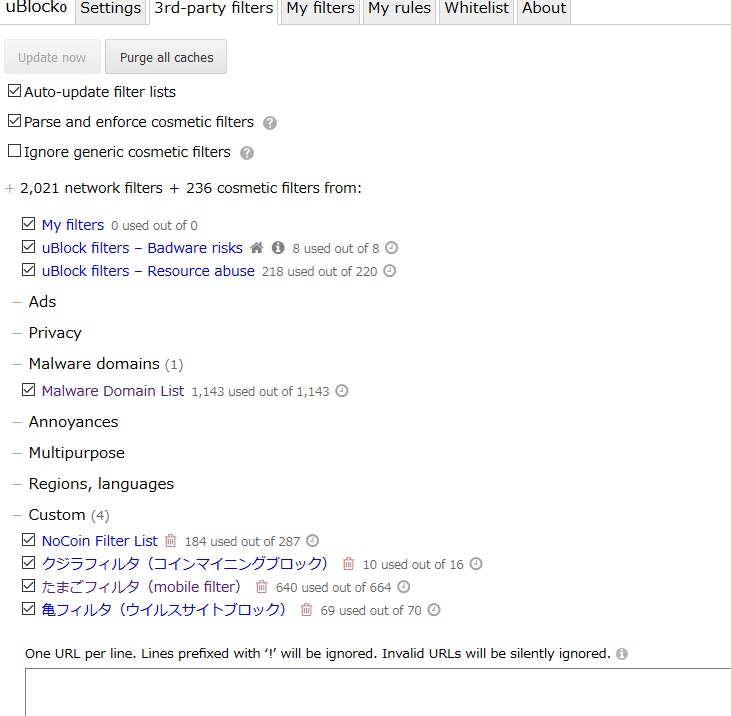 uBlock₀ Settings 3rd-party filters My filters My rules Whitelist About
Update now Purge all caches
Auto-update filter lists
Parse and enforce cosmetic filters ?
Ignore generic cosmetic filters ?
+ 2,021 network filters + 236 cosmetic filters from:
My filters 0 used out of 0
uBlock filters – Badware risks 8 used out of 8
uBlock filters – Resource abuse 218 used out of 220
– Ads
– Privacy
– Malware domains (1)
Malware Domain List 1,143 used out of 1,143
– Annoyances
– Multipurpose
– Regions, languages
– Custom (4)
NoCoin Filter List 184 used out of 287
クジラフィルタ（コインマイニングブロック） 10 used out of 16
たまごフィルタ（mobile filter） 640 used out of 664
亀フィルタ（ウイルスサイトブロック） 69 used out of 70
One URL per line. Lines prefixed with ‘!’ will be ignored. Invalid URLs will be silently ignored.